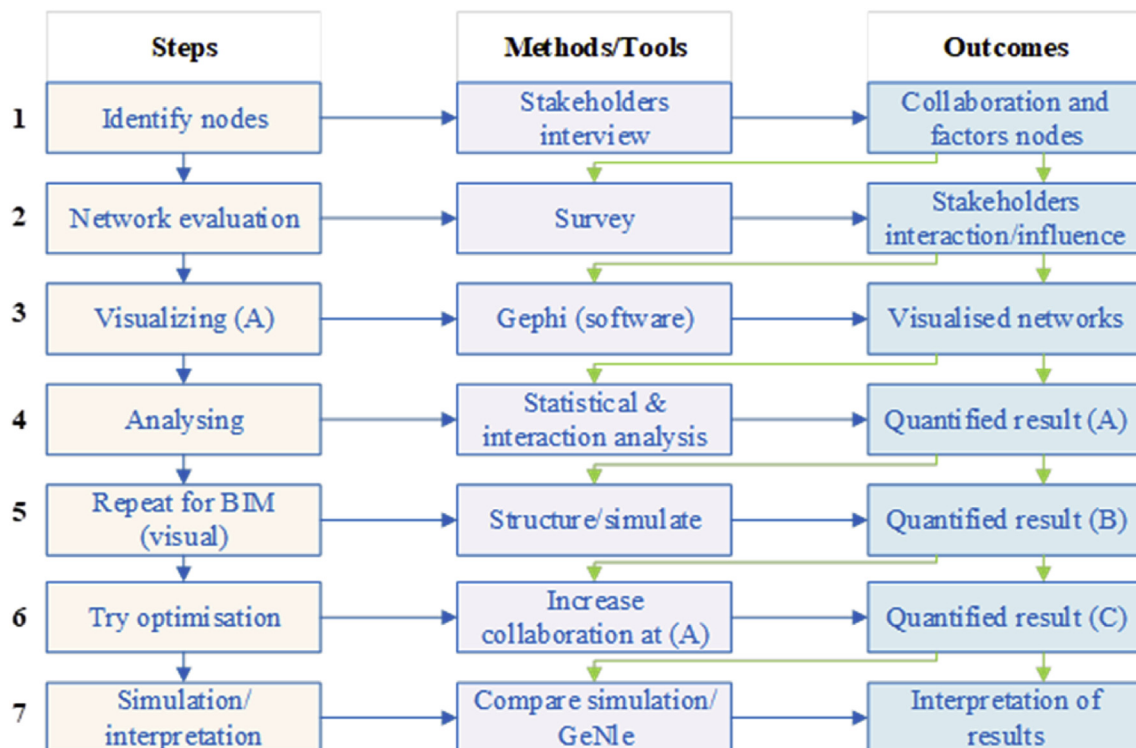 Steps Methods/Tools Outcomes
1 Identify nodes Stakeholders interview Collaboration and factors nodes
2 Network evaluation Survey Stakeholders interaction/influence
3 Visualizing (A) Gephi (software) Visualised networks
4 Analysing Statistical & interaction analysis Quantified result (A)
5 Repeat for BIM (visual) Structure/simulate Quantified result (B)
6 Try optimisation Increase collaboration at (A) Quantified result (C)
7 Simulation/ interpretation Compare simulation/ GeNIe Interpretation of results